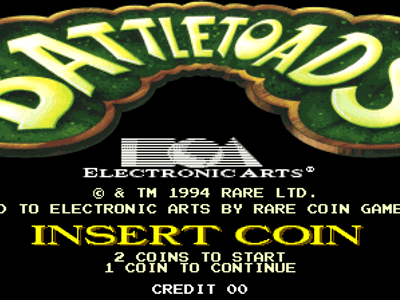 BATTLETOADS
ECA
ELECTRONIC ARTS®
© & TM 1994 RARE LTD.
D TO ELECTRONIC ARTS BY RARE COIN GAME
INSERT COIN
2 COINS TO START
1 COIN TO CONTINUE
CREDIT 00